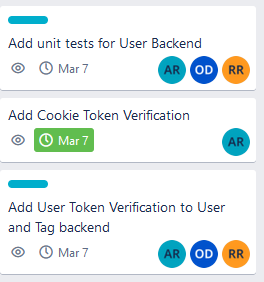 Add unit tests for User Backend
Mar 7
AR OD RR
Add Cookie Token Verification
Mar 7
AR
Add User Token Verification to User
and Tag backend
Mar 7
AR OD RR